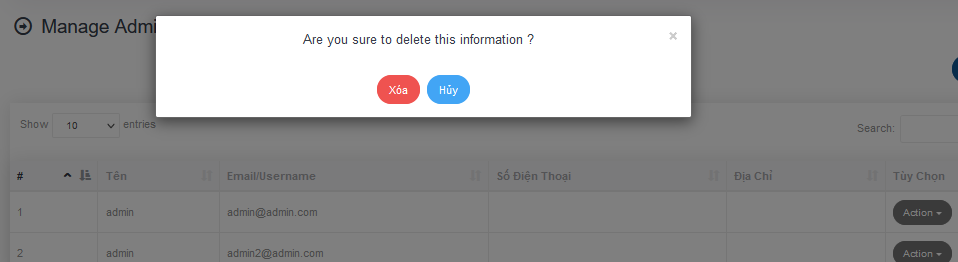 Manage Admi
Are you sure to delete this information ?
×
Xóa Hủy
Show 10 entries
Search:
# Tên Email/Username Số Điện Thoại Địa Chỉ Tùy Chọn
1 admin admin@admin.com Action
2 admin admin2@admin.com Action